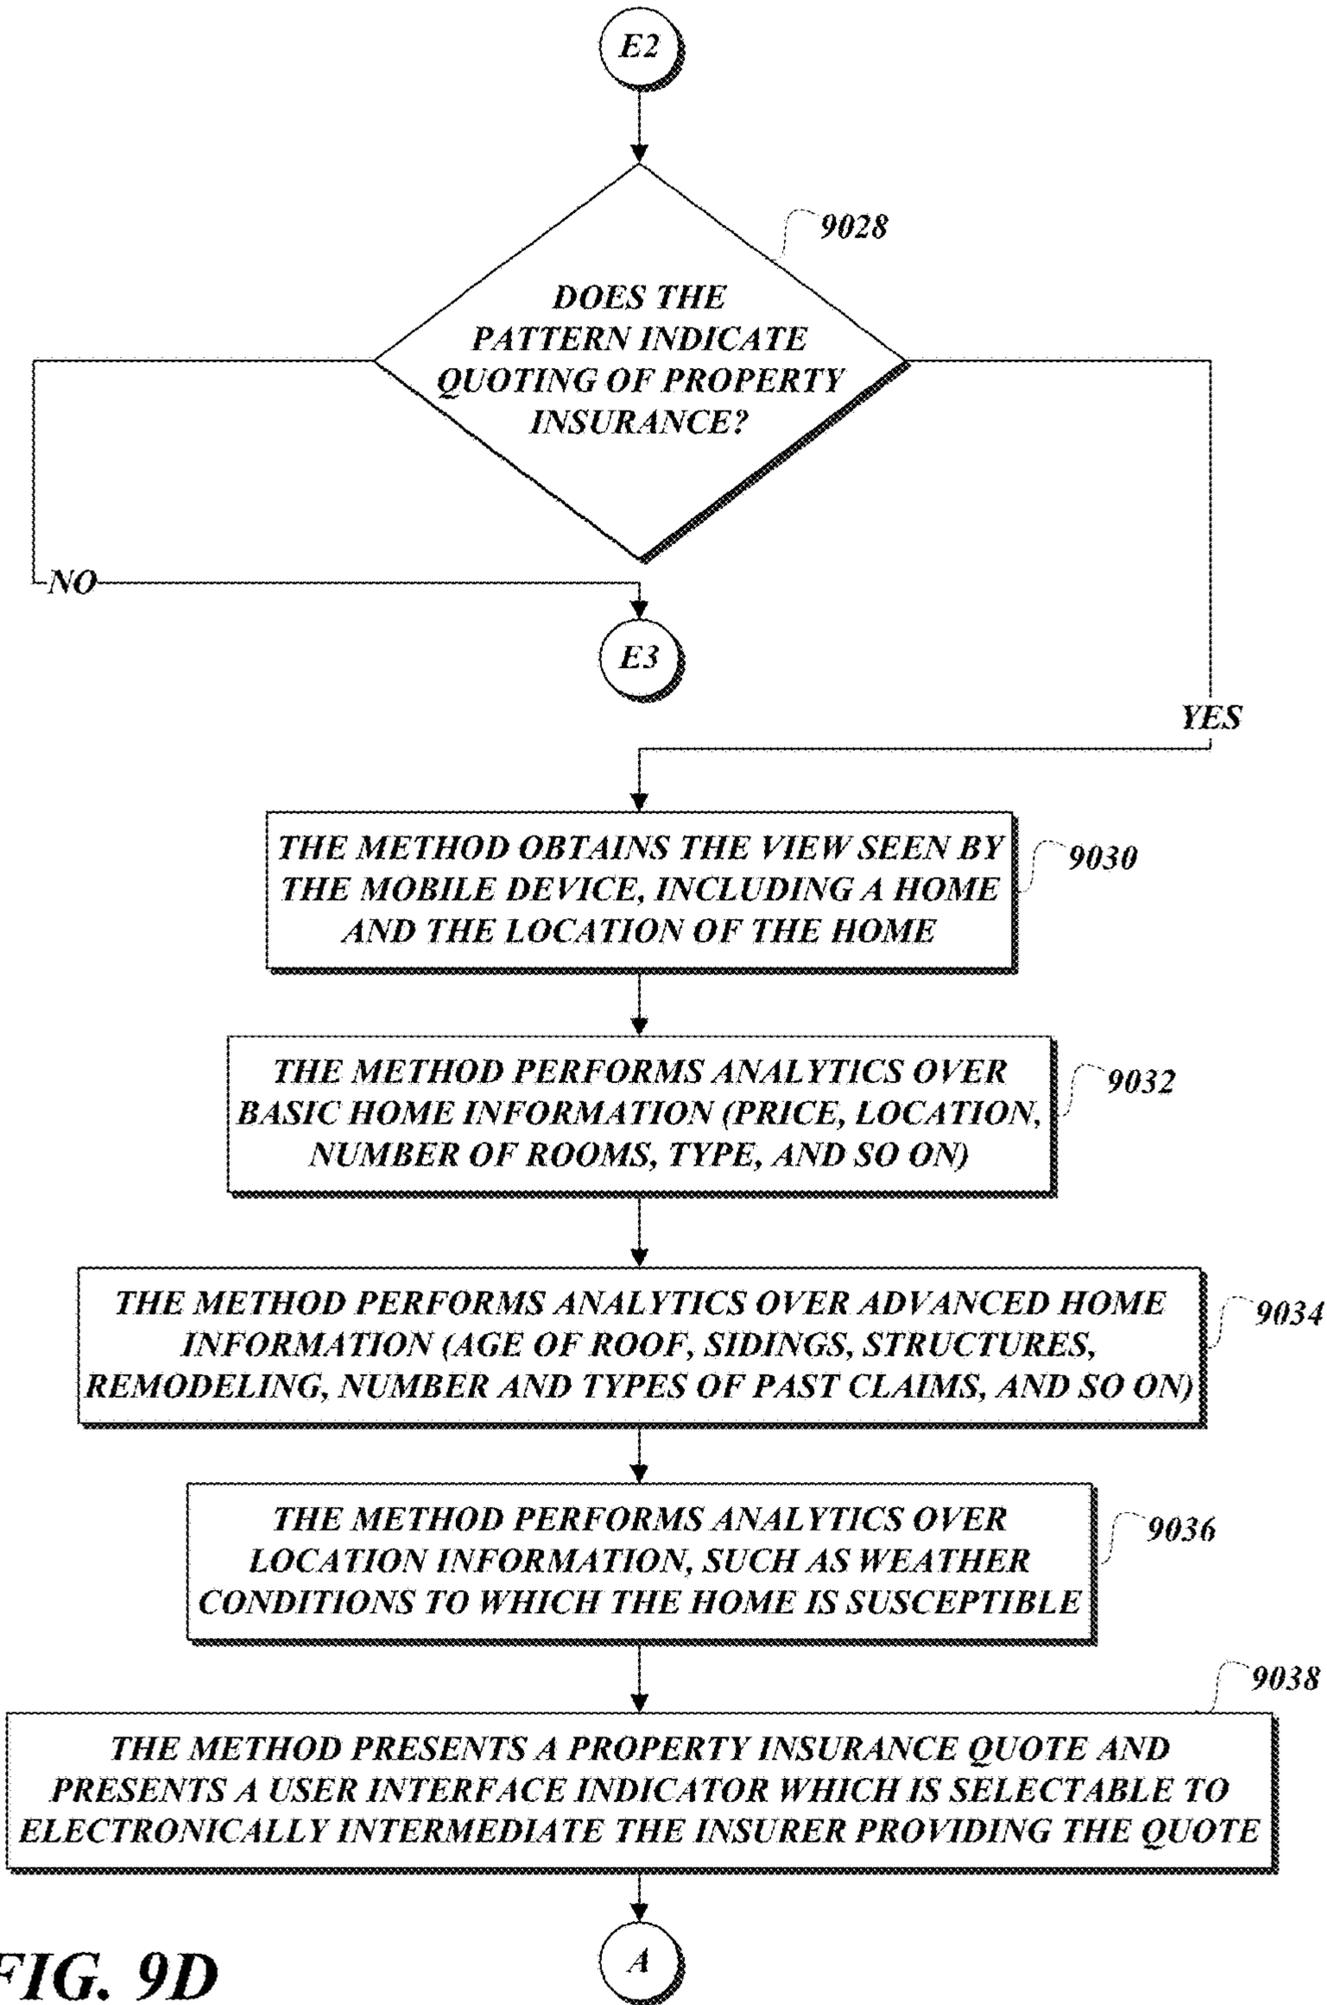 E2
9028
DOES THE
PATTERN INDICATE
QUOTING OF PROPERTY
INSURANCE?
NO
E3
YES
THE METHOD OBTAINS THE VIEW SEEN BY
THE MOBILE DEVICE, INCLUDING A HOME
AND THE LOCATION OF THE HOME
9030
THE METHOD PERFORMS ANALYTICS OVER
BASIC HOME INFORMATION (PRICE, LOCATION,
NUMBER OF ROOMS, TYPE, AND SO ON)
9032
THE METHOD PERFORMS ANALYTICS OVER ADVANCED HOME
INFORMATION (AGE OF ROOF, SIDINGS, STRUCTURES,
REMODELING, NUMBER AND TYPES OF PAST CLAIMS, AND SO ON)
9034
THE METHOD PERFORMS ANALYTICS OVER
LOCATION INFORMATION, SUCH AS WEATHER
CONDITIONS TO WHICH THE HOME IS SUSCEPTIBLE
9036
9038
THE METHOD PRESENTS A PROPERTY INSURANCE QUOTE AND
PRESENTS A USER INTERFACE INDICATOR WHICH IS SELECTABLE TO
ELECTRONICALLY INTERMEDIATE THE INSURER PROVIDING THE QUOTE
A
FIG. 9D